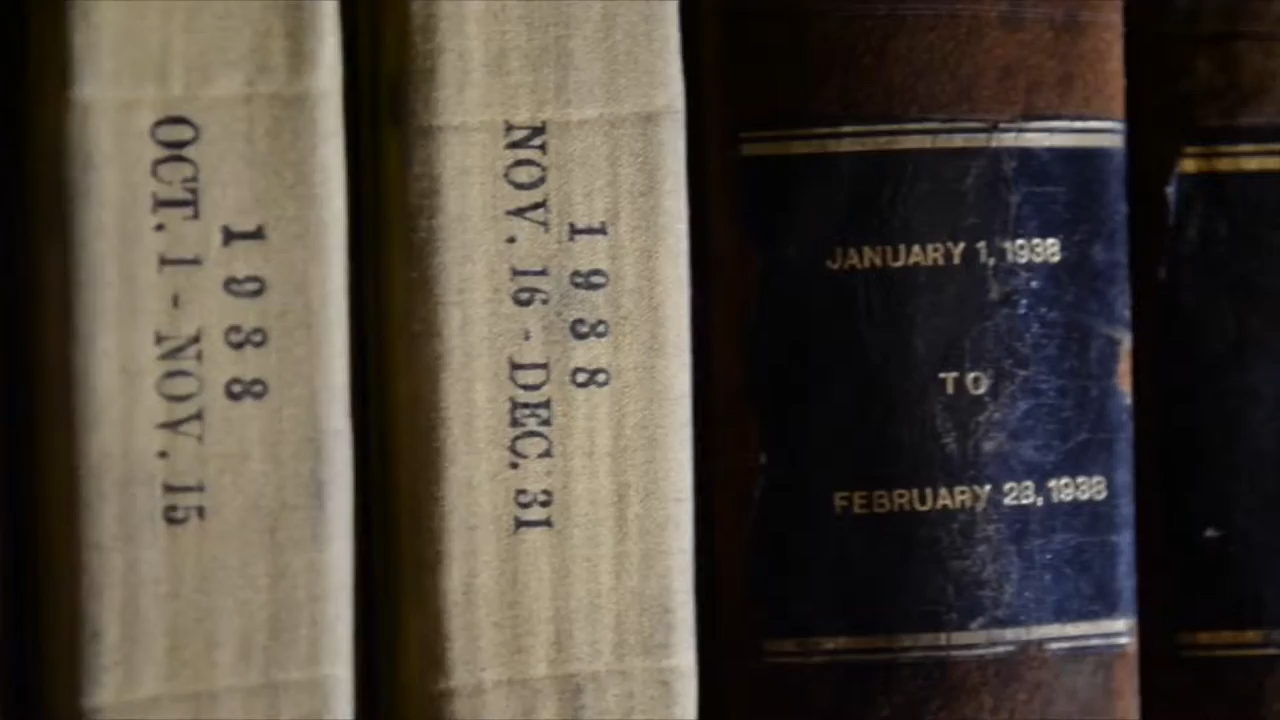 1938
OCT. 1 - NOV. 15
1938
NOV. 16 - DEC. 31
JANUARY 1, 1938
TO
FEBRUARY 28, 1938